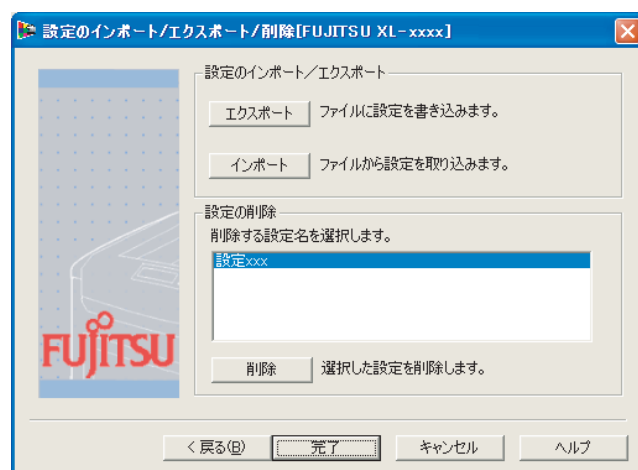 設定のインポート/エクスポート/削除[FUJITSU XL-xxxx]
設定のインポート/エクスポート
エクスポート ファイルに設定を書き込みます。
インポート ファイルから設定を取り込みます。
設定の削除
削除する設定名を選択します。
設定xxx
FUJITSU
削除 選択した設定を削除します。
< 戻る(B) 完了 キャンセル ヘルプ